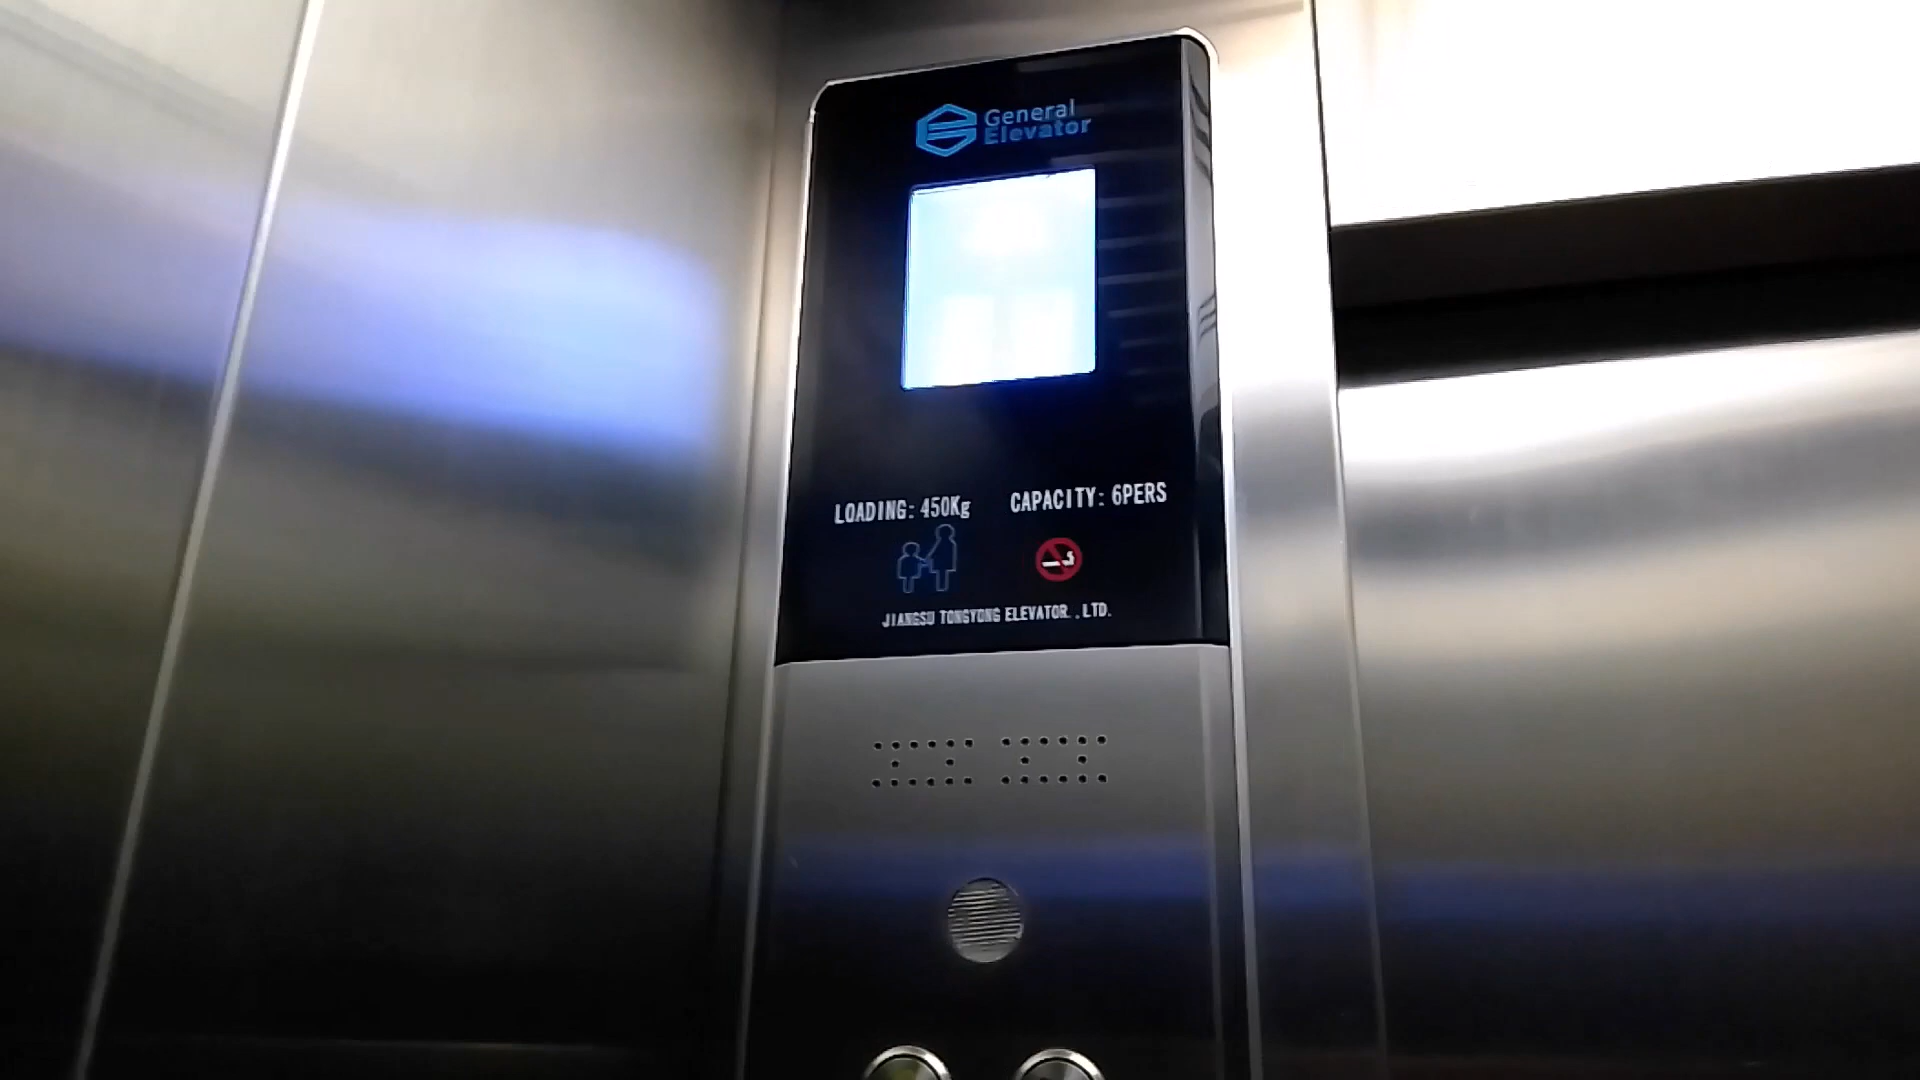 General
Elevator
LOADING: 450Kg CAPACITY: 6PERS
JIANGSU TONGYONG ELEVATOR.,LTD.